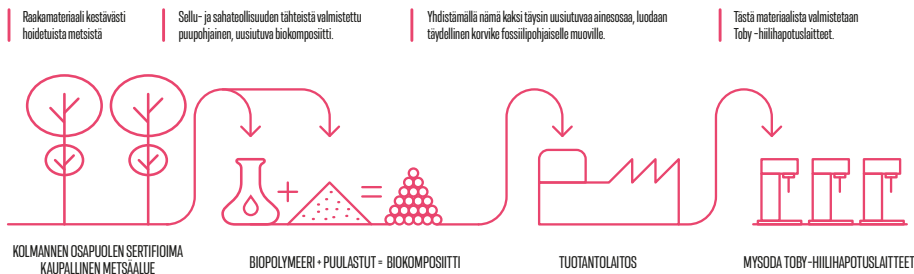 Raakamateriaali kestävästi
hoidetuista metsistä
Sellu- ja sahateollisuuden tähteistä valmistettu
puupohjainen, uusiutuva biokomposiitti.
Yhdistämällä nämä kaksi täysin uusiutuvaa ainesosaa, luodaan
täydellinen korvike fossiilipohjaiselle muoville.
Tästä materiaalista valmistetaan
Toby -hiilihapotuslaitteet.
KOLMANNEN OSAPUOLEN SERTIFIOIMA
KAUPALLINEN METSÄALUE
BIOPOLYMEERI + PUULASTUT = BIOKOMPOSIITTI
TUOTANTOLAITOS
MYSODA TOBY -HIILIHAPOTUSLAITTEET